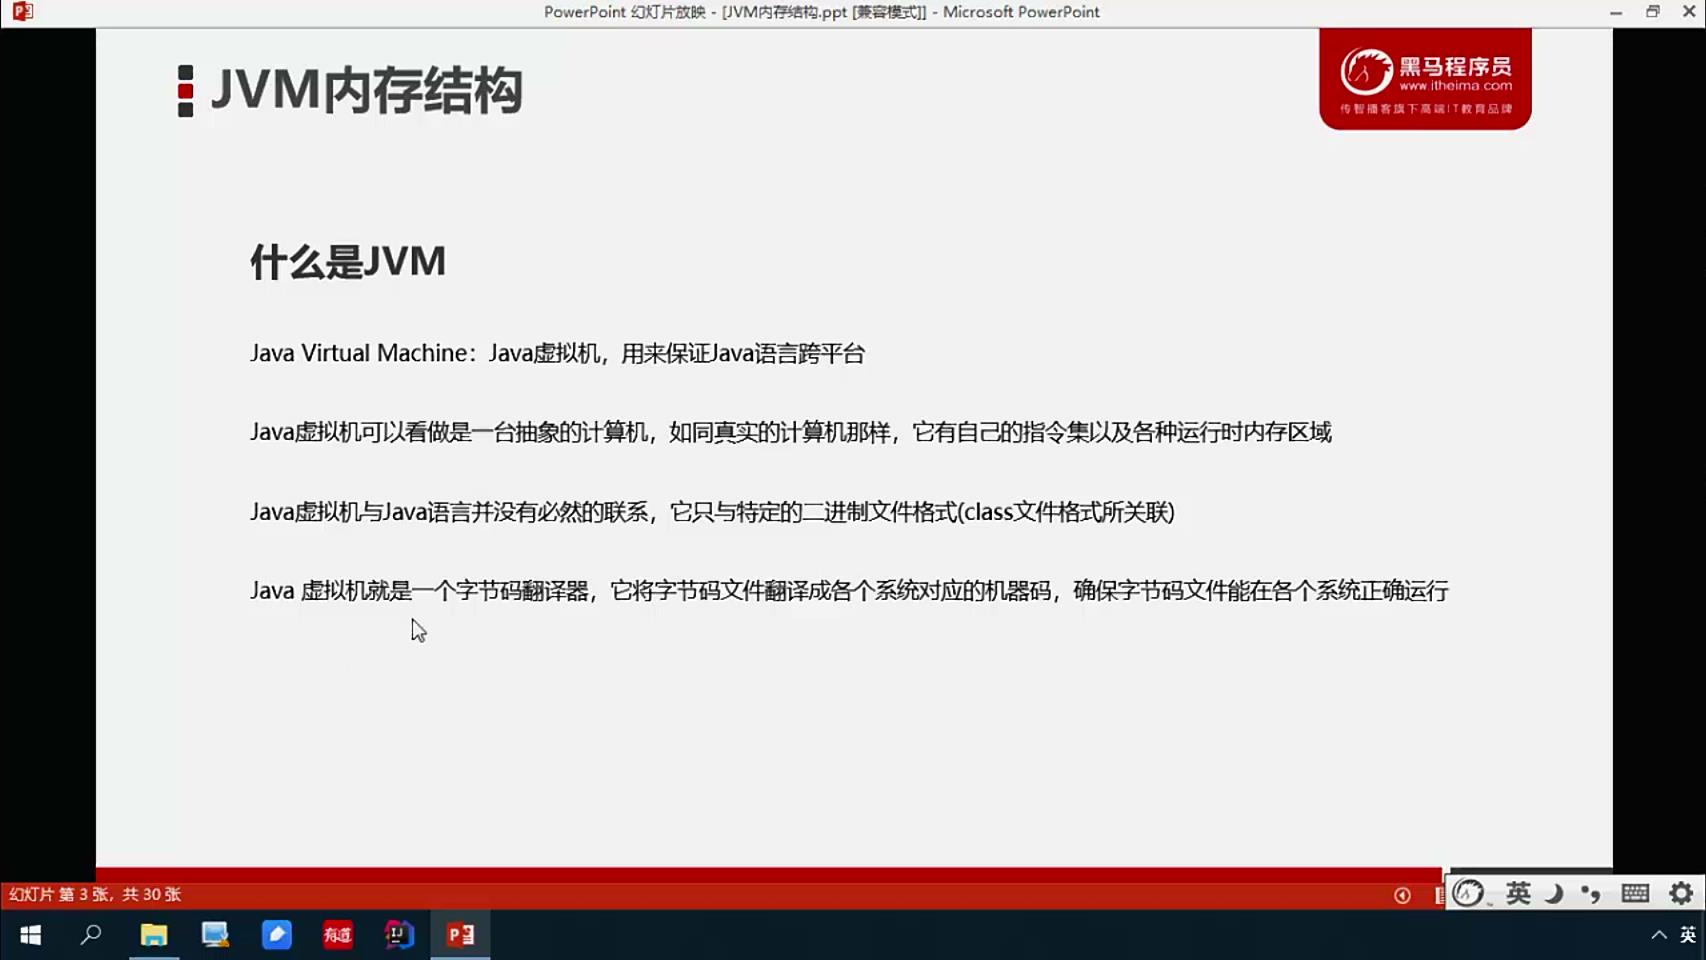 PowerPoint 幻灯片放映 - [JVM内存结构.ppt [兼容模式]] - Microsoft PowerPoint
JVM内存结构
黑马程序员
www.itheima.com
传智播客旗下高端IT教育品牌
什么是JVM
Java Virtual Machine：Java虚拟机，用来保证Java语言跨平台
Java虚拟机可以看做是一台抽象的计算机，如同真实的计算机那样，它有自己的指令集以及各种运行时内存区域
Java虚拟机与Java语言并没有必然的联系，它只与特定的二进制文件格式(class文件格式所关联)
Java 虚拟机就是一个字节码翻译器，它将字节码文件翻译成各个系统对应的机器码，确保字节码文件能在各个系统正确运行
幻灯片 第 3 张，共 30 张
英
有道
IJ
英